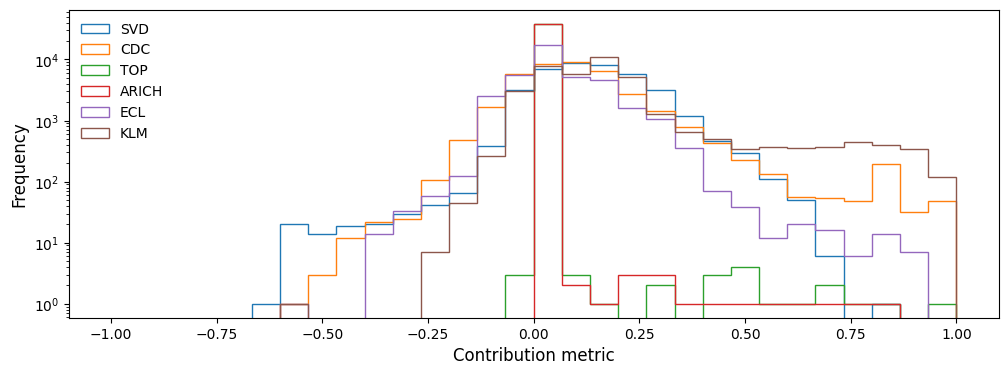 SVD
CDC
TOP
ARICH
ECL
KLM
Frequency
10⁴
10³
10²
10¹
10⁰
−1.00 −0.75 −0.50 −0.25 0.00 0.25 0.50 0.75 1.00
Contribution metric